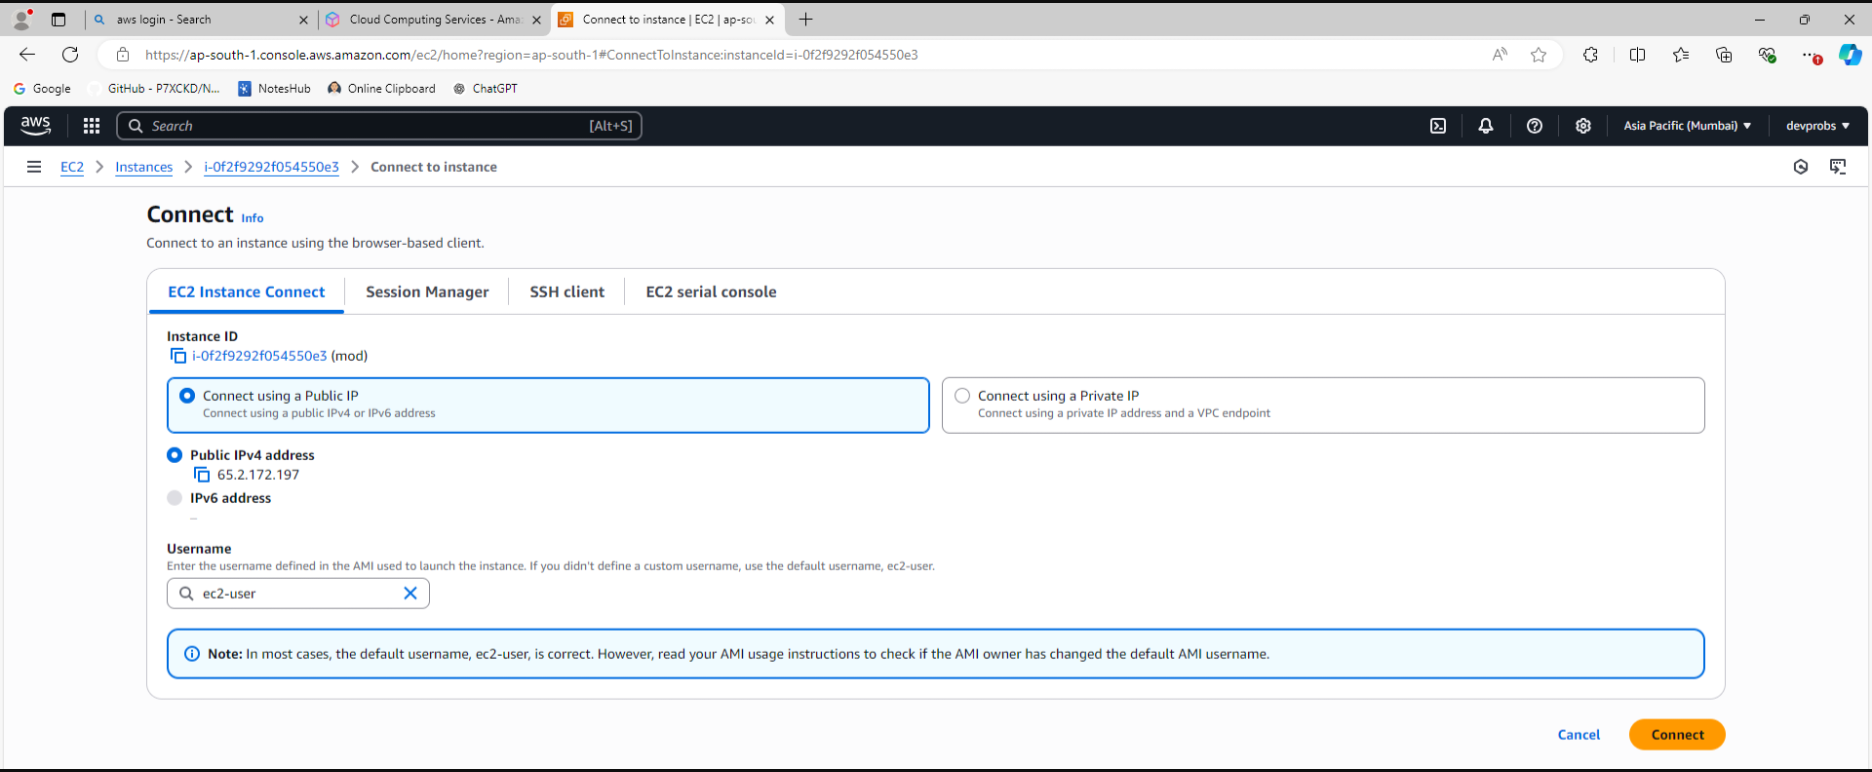 aws login - Search
Cloud Computing Services - Ama
Connect to instance | EC2 | ap-so
https://ap-south-1.console.aws.amazon.com/ec2/home?region=ap-south-1#ConnectToInstance:instanceId=i-0f2f9292f054550e3
Google
GitHub - P7XCKD/N...
NotesHub
Online Clipboard
ChatGPT
aws
Search
[Alt+S]
Asia Pacific (Mumbai)
devprobs
EC2 > Instances > i-0f2f9292f054550e3 > Connect to instance
Connect Info
Connect to an instance using the browser-based client.
EC2 Instance Connect
Session Manager
SSH client
EC2 serial console
Instance ID
i-0f2f9292f054550e3 (mod)
Connect using a Public IP
Connect using a public IPv4 or IPv6 address
Connect using a Private IP
Connect using a private IP address and a VPC endpoint
Public IPv4 address
65.2.172.197
IPv6 address
–
Username
Enter the username defined in the AMI used to launch the instance. If you didn't define a custom username, use the default username, ec2-user.
ec2-user
Note: In most cases, the default username, ec2-user, is correct. However, read your AMI usage instructions to check if the AMI owner has changed the default AMI username.
Cancel
Connect